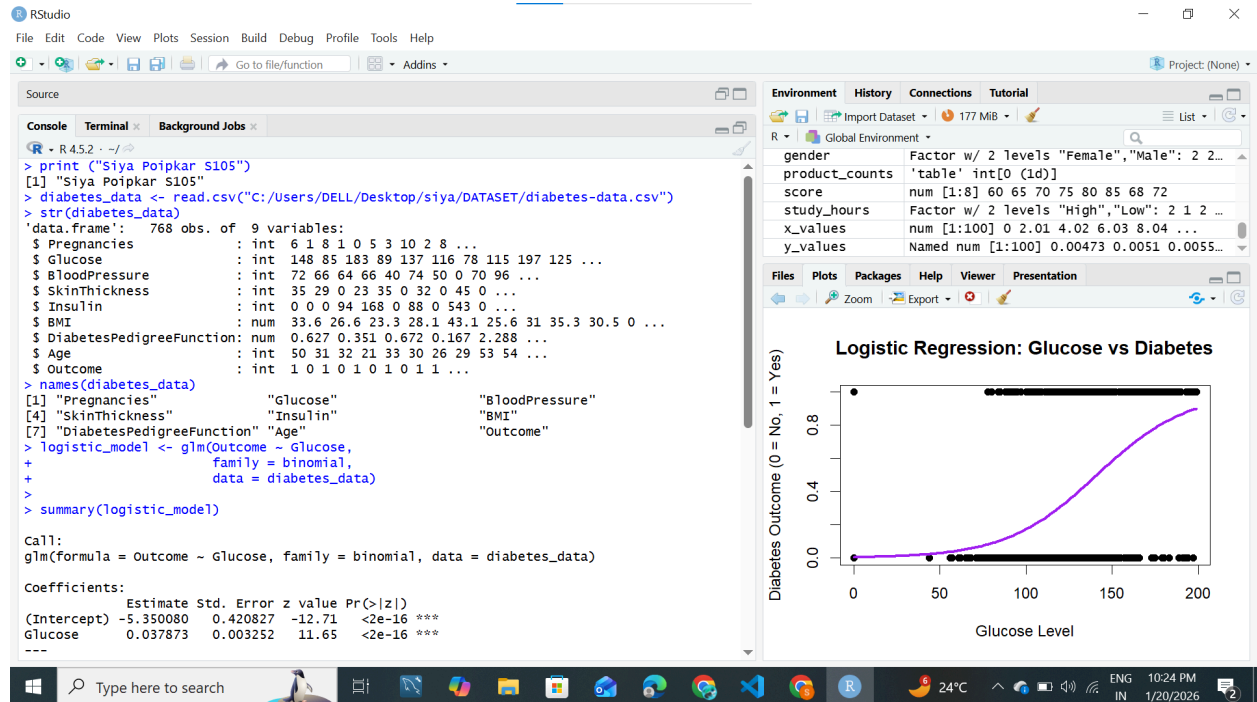 RStudio
File Edit Code View Plots Session Build Debug Profile Tools Help
Go to file/function
Addins
Project: (None)
Source
Console Terminal Background Jobs
R 4.5.2 · ~/
> print ("Siya Poipkar S105")
[1] "Siya Poipkar S105"
> diabetes_data <- read.csv("C:/Users/DELL/Desktop/siya/DATASET/diabetes-data.csv")
> str(diabetes_data)
'data.frame':   768 obs. of  9 variables:
 $ Pregnancies             : int  6 1 8 1 0 5 3 10 2 8 ...
 $ Glucose                 : int  148 85 183 89 137 116 78 115 197 125 ...
 $ BloodPressure           : int  72 66 64 66 40 74 50 0 70 96 ...
 $ SkinThickness           : int  35 29 0 23 35 0 32 0 45 0 ...
 $ Insulin                 : int  0 0 0 94 168 0 88 0 543 0 ...
 $ BMI                     : num  33.6 26.6 23.3 28.1 43.1 25.6 31 35.3 30.5 0 ...
 $ DiabetesPedigreeFunction: num  0.627 0.351 0.672 0.167 2.288 ...
 $ Age                     : int  50 31 32 21 33 30 26 29 53 54 ...
 $ Outcome                 : int  1 0 1 0 1 0 1 0 1 1 ...
> names(diabetes_data)
[1] "Pregnancies"              "Glucose"                  "BloodPressure"
[4] "SkinThickness"            "Insulin"                  "BMI"
[7] "DiabetesPedigreeFunction" "Age"                      "Outcome"
> logistic_model <- glm(Outcome ~ Glucose,
+                       family = binomial,
+                       data = diabetes_data)
>
> summary(logistic_model)
Call:
glm(formula = Outcome ~ Glucose, family = binomial, data = diabetes_data)
Coefficients:
             Estimate Std. Error z value Pr(>|z|)
(Intercept) -5.350080   0.420827  -12.71   <2e-16 ***
Glucose      0.037873   0.003252   11.65   <2e-16 ***
---
Environment History Connections Tutorial
Import Dataset 177 MiB List
R Global Environment
gender Factor w/ 2 levels "Female","Male": 2 2…
product_counts 'table' int[0 (1d)]
score num [1:8] 60 65 70 75 80 85 68 72
study_hours Factor w/ 2 levels "High","Low": 2 1 2 …
x_values num [1:100] 0 2.01 4.02 6.03 8.04 ...
y_values Named num [1:100] 0.00473 0.0051 0.0055…
Files Plots Packages Help Viewer Presentation
Zoom Export
Logistic Regression: Glucose vs Diabetes
Diabetes Outcome (0 = No, 1 = Yes)
0.8
0.4
0.0
0 50 100 150 200
Glucose Level
Type here to search
6
24°C
ENG
IN
10:24 PM
1/20/2026
2